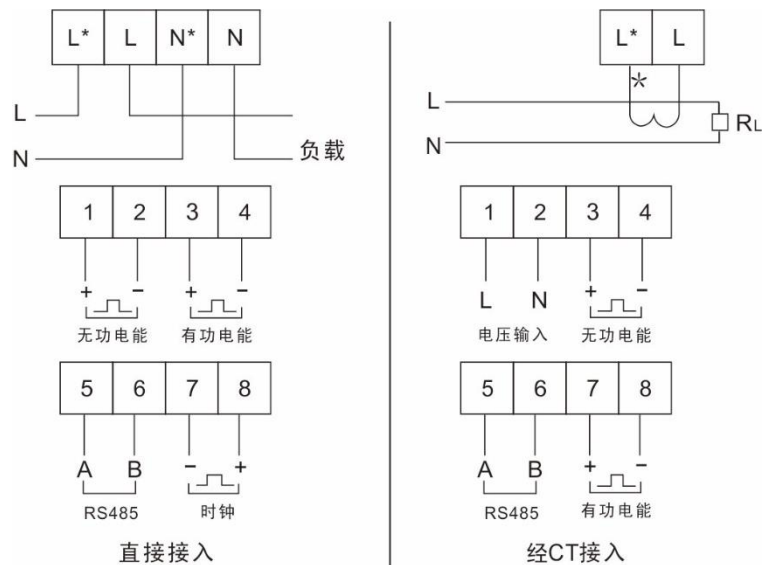 L* L N* N
L
N
负载
1 2 3 4
+ - + -
无功电能 有功电能
5 6 7 8
A B - +
RS485 时钟
直接接入
L* L
*
L
RL
N
1 2 3 4
L N + -
电压输入 无功电能
5 6 7 8
A B + -
RS485 有功电能
经CT接入